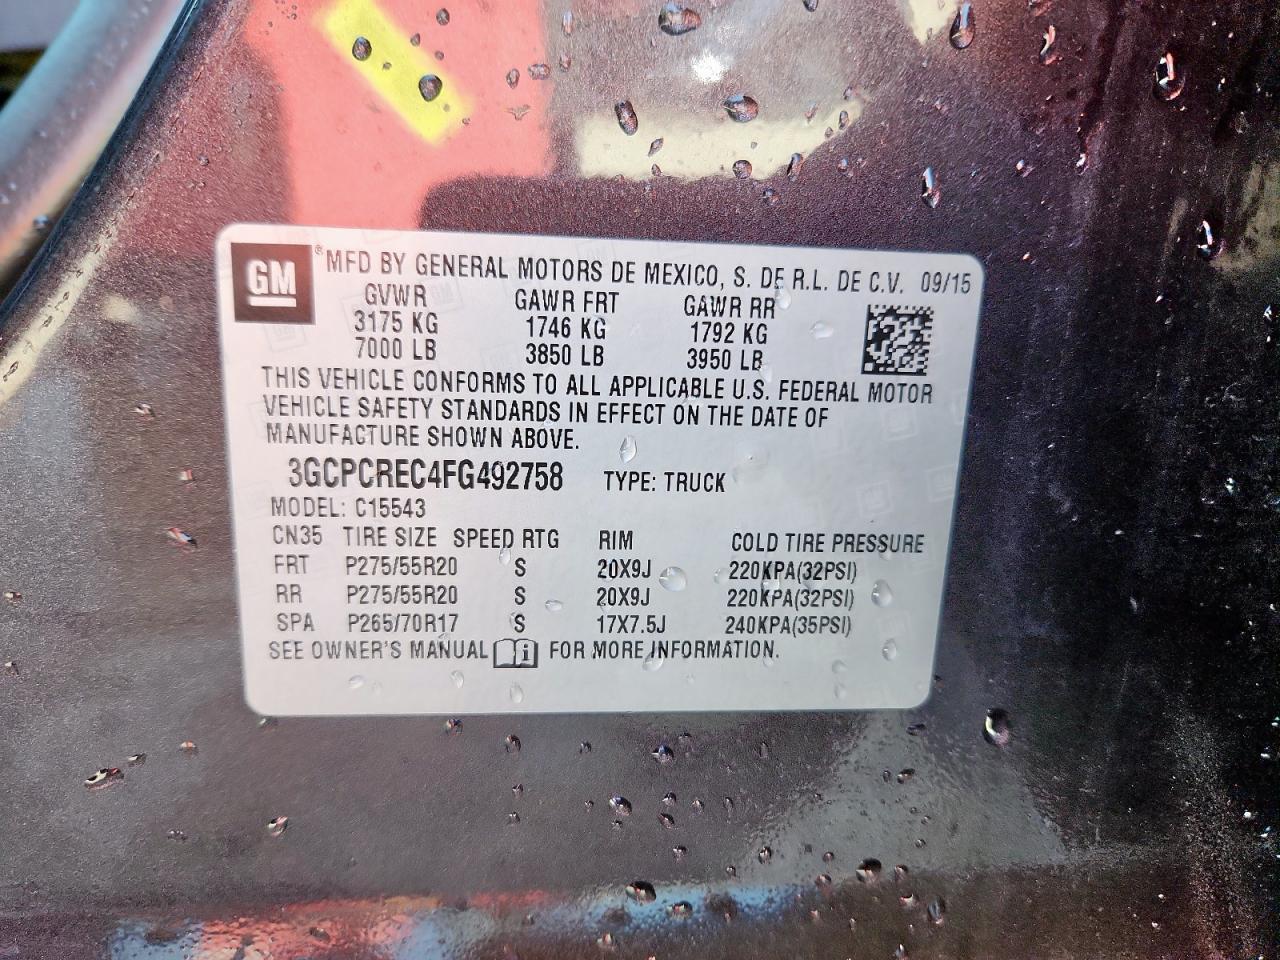 GM ® MFD BY GENERAL MOTORS DE MEXICO, S. DE R.L. DE C.V. 09/15
GVWR GAWR FRT GAWR RR
3175 KG 1746 KG 1792 KG
7000 LB 3850 LB 3950 LB
THIS VEHICLE CONFORMS TO ALL APPLICABLE U.S. FEDERAL MOTOR
VEHICLE SAFETY STANDARDS IN EFFECT ON THE DATE OF
MANUFACTURE SHOWN ABOVE.
3GCPCREC4FG492758 TYPE: TRUCK
MODEL: C15543
CN35 TIRE SIZE SPEED RTG RIM COLD TIRE PRESSURE
FRT P275/55R20 S 20X9J 220KPA(32PSI)
RR P275/55R20 S 20X9J 220KPA(32PSI)
SPA P265/70R17 S 17X7.5J 240KPA(35PSI)
SEE OWNER'S MANUAL FOR MORE INFORMATION.